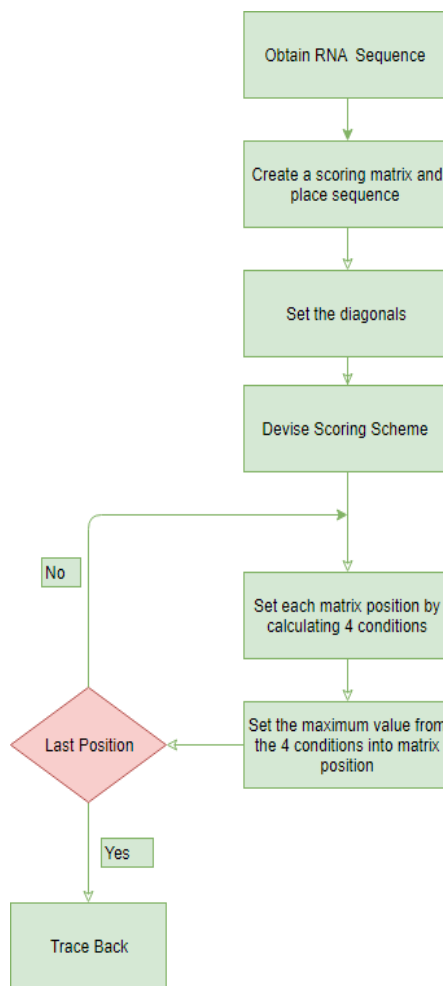 Obtain RNA Sequence
Create a scoring matrix and
place sequence
Set the diagonals
Devise Scoring Scheme
No
Set each matrix position by
calculating 4 conditions
Set the maximum value from
the 4 conditions into matrix
position
Last Position
Yes
Trace Back